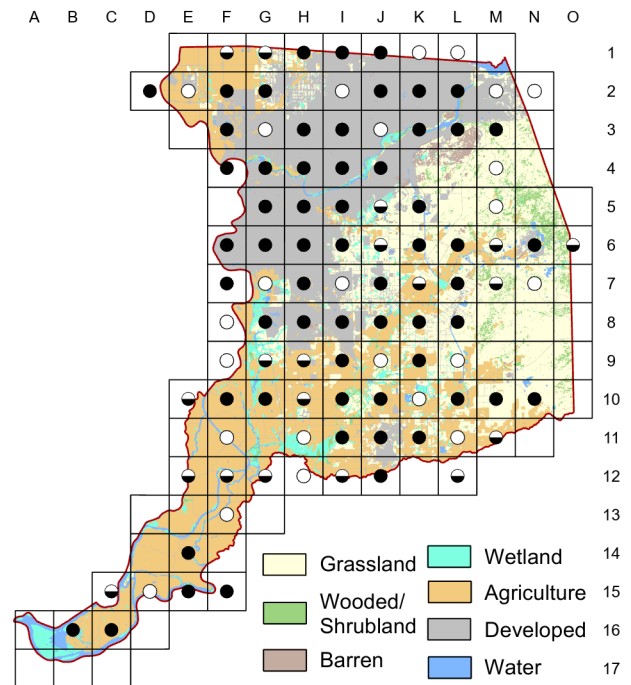 A B C D E F G H I J K L M N O
1
2
3
4
5
6
7
8
9
10
11
12
13
14
15
16
17
Grassland
Wooded/
Shrubland
Barren
Wetland
Agriculture
Developed
Water